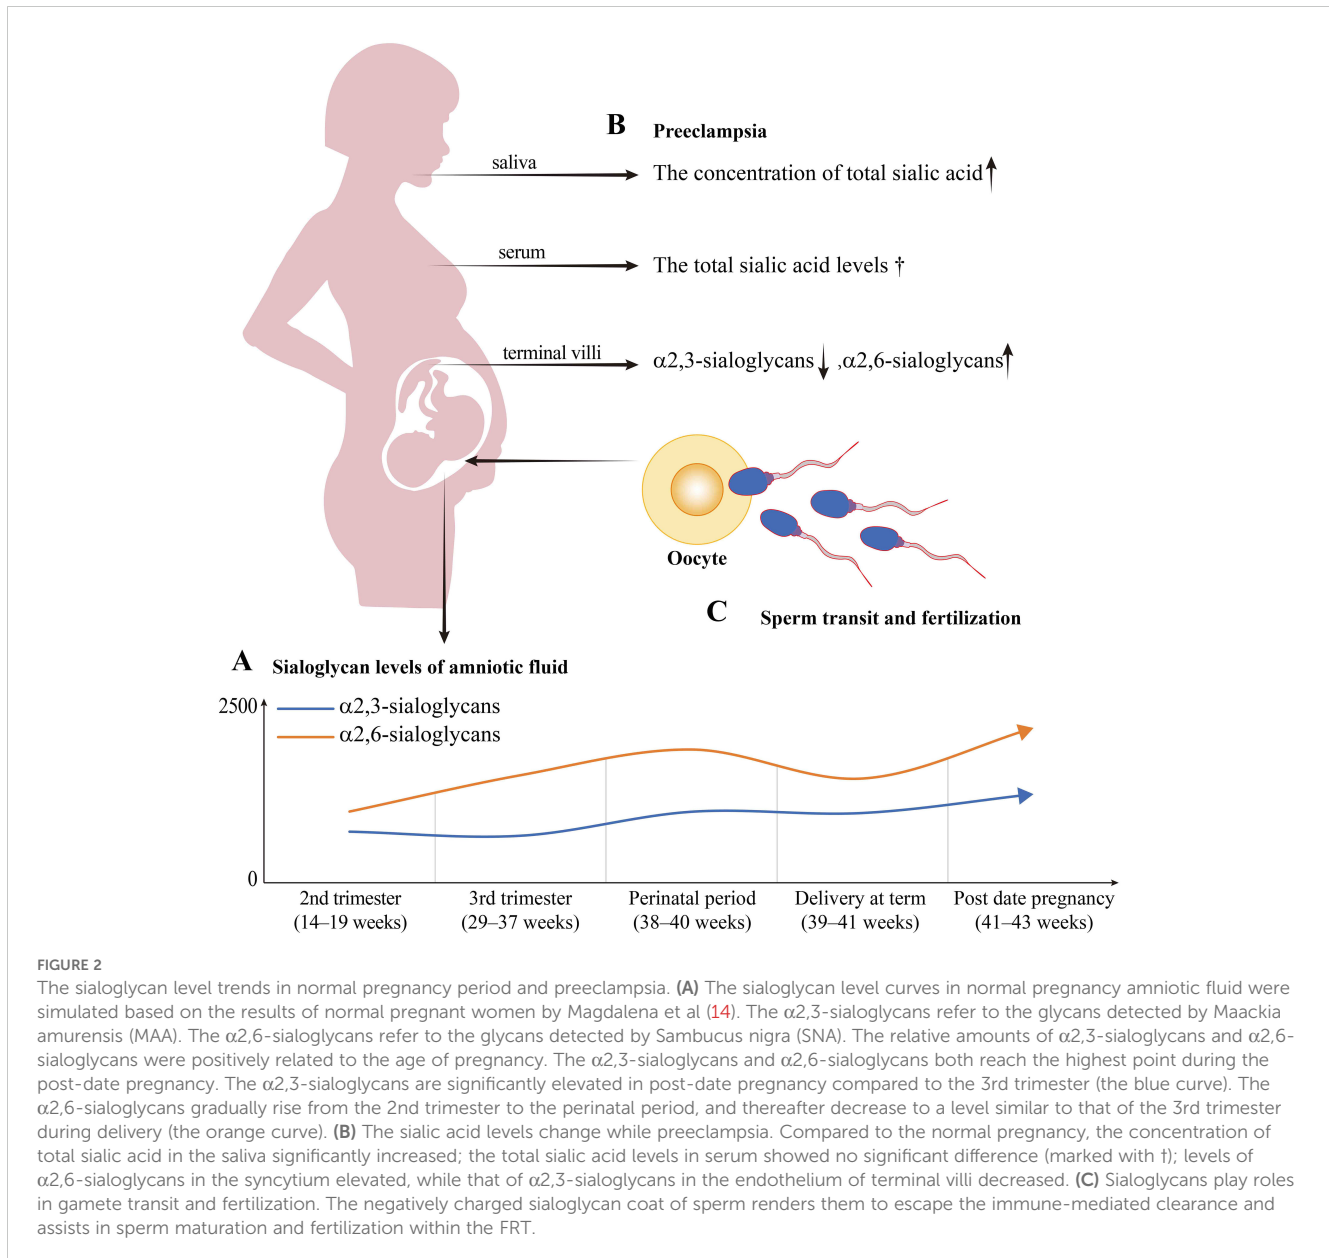 B Preeclampsia
saliva
The concentration of total sialic acid↑
serum
The total sialic acid levels †
terminal villi
α2,3-sialoglycans↓ ,α2,6-sialoglycans↑
Oocyte
C Sperm transit and fertilization
A Sialoglycan levels of amniotic fluid
2500
α2,3-sialoglycans
α2,6-sialoglycans
0
2nd trimester
(14–19 weeks)
3rd trimester
(29–37 weeks)
Perinatal period
(38–40 weeks)
Delivery at term
(39–41 weeks)
Post date pregnancy
(41–43 weeks)
FIGURE 2
The sialoglycan level trends in normal pregnancy period and preeclampsia. (A) The sialoglycan level curves in normal pregnancy amniotic fluid were
simulated based on the results of normal pregnant women by Magdalena et al (14). The α2,3-sialoglycans refer to the glycans detected by Maackia
amurensis (MAA). The α2,6-sialoglycans refer to the glycans detected by Sambucus nigra (SNA). The relative amounts of α2,3-sialoglycans and α2,6-
sialoglycans were positively related to the age of pregnancy. The α2,3-sialoglycans and α2,6-sialoglycans both reach the highest point during the
post-date pregnancy. The α2,3-sialoglycans are significantly elevated in post-date pregnancy compared to the 3rd trimester (the blue curve). The
α2,6-sialoglycans gradually rise from the 2nd trimester to the perinatal period, and thereafter decrease to a level similar to that of the 3rd trimester
during delivery (the orange curve). (B) The sialic acid levels change while preeclampsia. Compared to the normal pregnancy, the concentration of
total sialic acid in the saliva significantly increased; the total sialic acid levels in serum showed no significant difference (marked with †); levels of
α2,6-sialoglycans in the syncytium elevated, while that of α2,3-sialoglycans in the endothelium of terminal villi decreased. (C) Sialoglycans play roles
in gamete transit and fertilization. The negatively charged sialoglycan coat of sperm renders them to escape the immune-mediated clearance and
assists in sperm maturation and fertilization within the FRT.